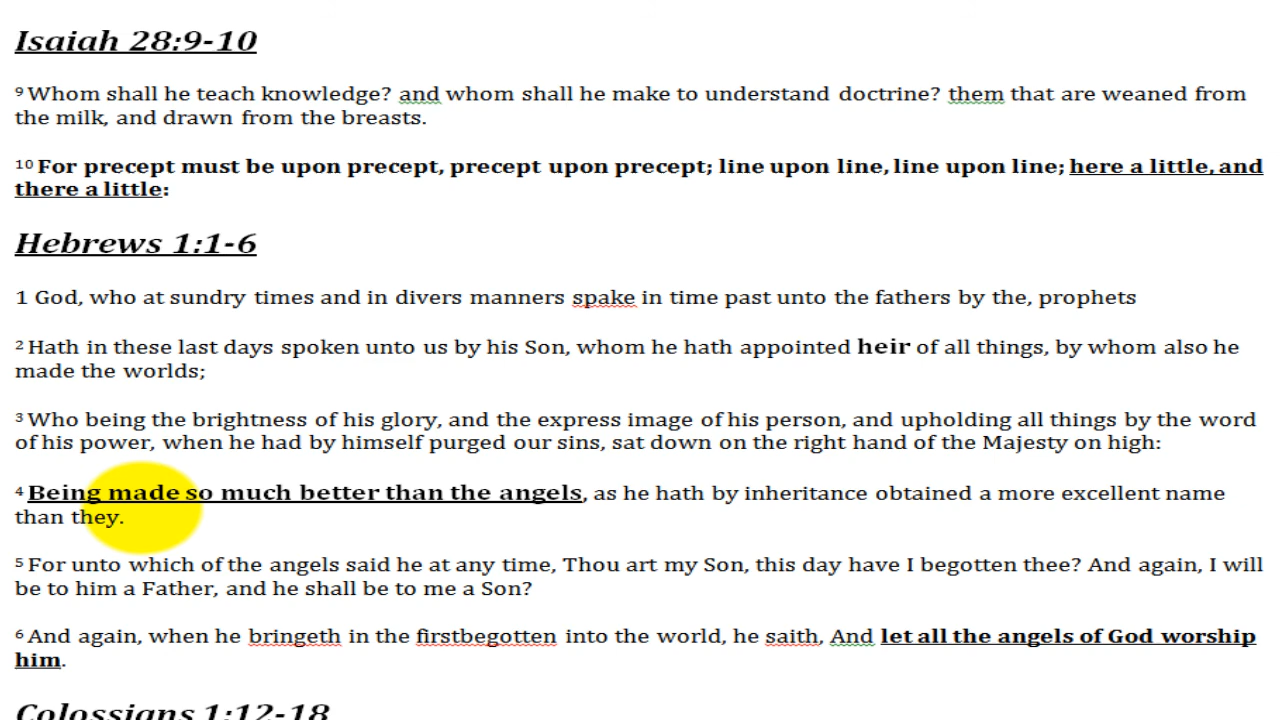 Isaiah 28:9-10
9 Whom shall he teach knowledge? and whom shall he make to understand doctrine? them that are weaned from
the milk, and drawn from the breasts.
10 For precept must be upon precept, precept upon precept; line upon line, line upon line; here a little, and
there a little:
Hebrews 1:1-6
1 God, who at sundry times and in divers manners spake in time past unto the fathers by the, prophets
2 Hath in these last days spoken unto us by his Son, whom he hath appointed heir of all things, by whom also he
made the worlds;
3 Who being the brightness of his glory, and the express image of his person, and upholding all things by the word
of his power, when he had by himself purged our sins, sat down on the right hand of the Majesty on high:
4 Being made so much better than the angels, as he hath by inheritance obtained a more excellent name
than they.
5 For unto which of the angels said he at any time, Thou art my Son, this day have I begotten thee? And again, I will
be to him a Father, and he shall be to me a Son?
6 And again, when he bringeth in the firstbegotten into the world, he saith, And let all the angels of God worship
him.
Colossians 1:12-18